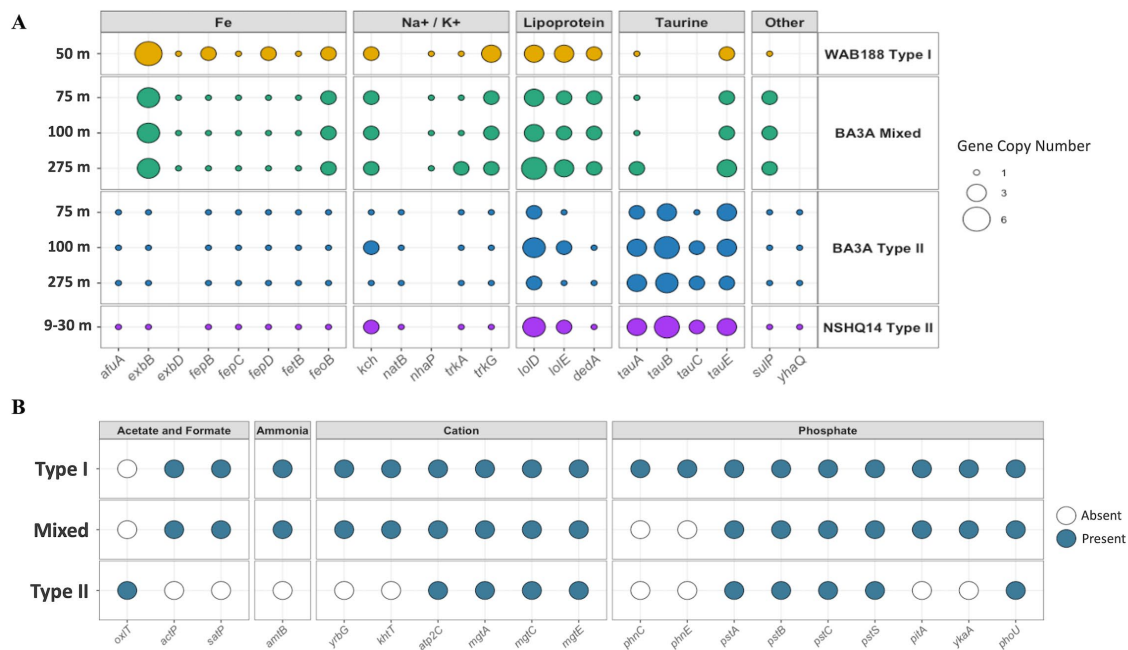 A
Fe Na+ / K+ Lipoprotein Taurine Other
50 m WAB188 Type I
75 m
100 m BA3A Mixed
275 m
Gene Copy Number
1
3
6
75 m
100 m BA3A Type II
275 m
9-30 m NSHQ14 Type II
afuA exbB exbD fepB fepC fepD fetB feoB kch natB nhaP trkA trkG lolD lolE dedA tauA tauB tauC tauE sulP yhaQ
B
Acetate and Formate Ammonia Cation Phosphate
Type I
Mixed
Type II
Absent
Present
oxlT actP satP amtB yrbG khtT atp2C mgtA mgtC mgtE phnC phnE pstA pstB pstC pstS pitA ykaA phoU